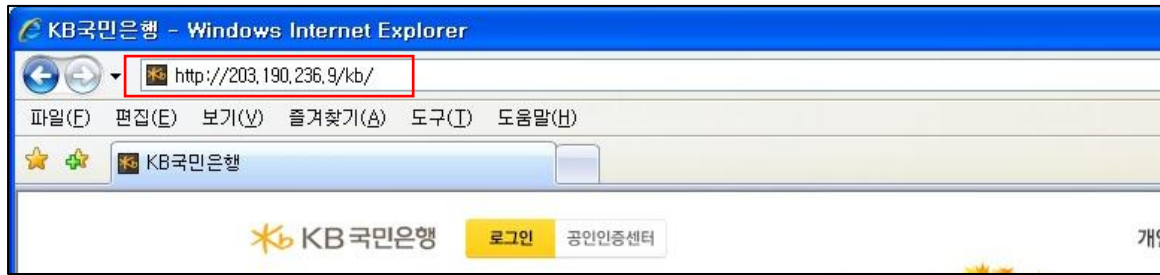 KB국민은행 - Windows Internet Explorer
http://203,190,236,9/kb/
파일(F) 편집(E) 보기(V) 즐겨찾기(A) 도구(T) 도움말(H)
KB국민은행
KB국민은행 로그인 공인인증센터